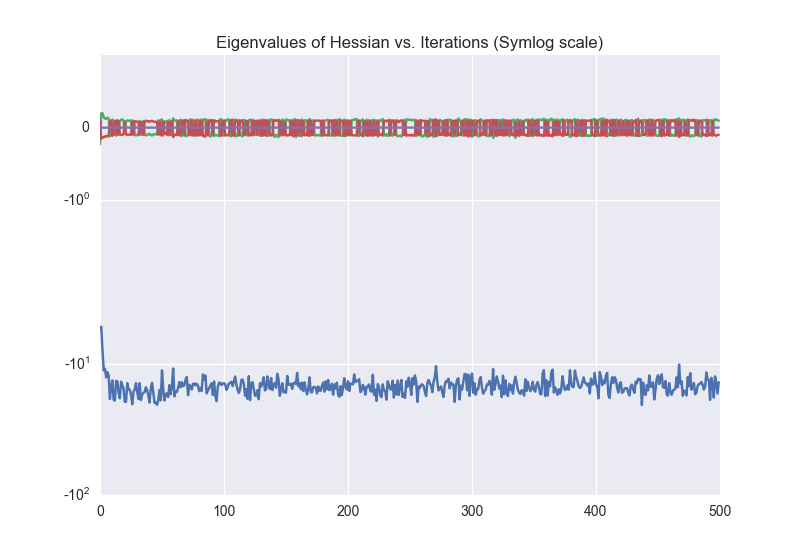 Eigenvalues of Hessian vs. Iterations (Symlog scale)
0
-10⁰
-10¹
-10²
0 100 200 300 400 500